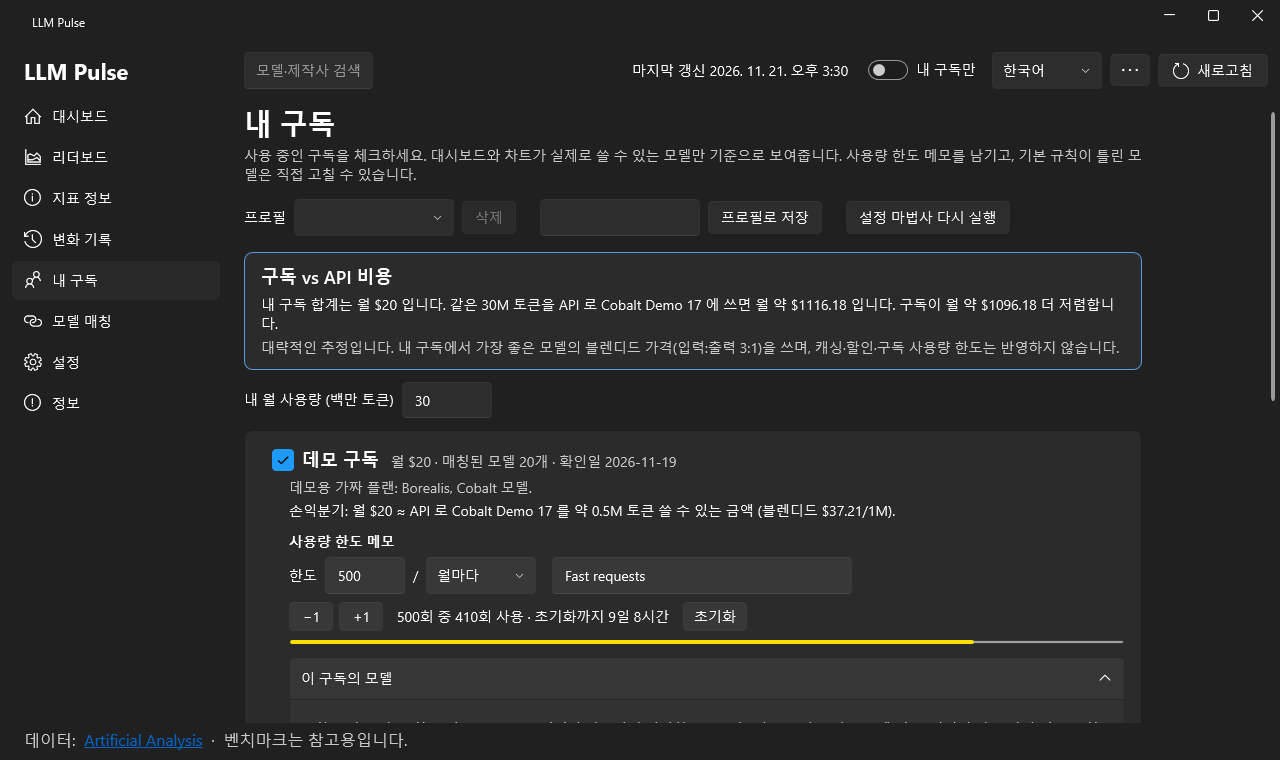 LLM Pulse
LLM Pulse
모델·제작사 검색
마지막 갱신 2026. 11. 21. 오후 3:30
내 구독만
한국어
···
새로고침
대시보드
리더보드
지표 정보
변화 기록
내 구독
모델 매칭
설정
정보
내 구독
사용 중인 구독을 체크하세요. 대시보드와 차트가 실제로 쓸 수 있는 모델만 기준으로 보여줍니다. 사용량 한도 메모를 남기고, 기본 규칙이 틀린 모
델은 직접 고칠 수 있습니다.
프로필
삭제
프로필로 저장
설정 마법사 다시 실행
구독 vs API 비용
내 구독 합계는 월 $20 입니다. 같은 30M 토큰을 API 로 Cobalt Demo 17 에 쓰면 월 약 $1116.18 입니다. 구독이 월 약 $1096.18 더 저렴합니
다.
대략적인 추정입니다. 내 구독에서 가장 좋은 모델의 블렌디드 가격(입력:출력 3:1)을 쓰며, 캐싱·할인·구독 사용량 한도는 반영하지 않습니다.
내 월 사용량 (백만 토큰)
30
데모 구독 월 $20 · 매칭된 모델 20개 · 확인일 2026-11-19
데모용 가짜 플랜: Borealis, Cobalt 모델.
손익분기: 월 $20 ≈ API 로 Cobalt Demo 17 를 약 0.5M 토큰 쓸 수 있는 금액 (블렌디드 $37.21/1M).
사용량 한도 메모
한도 500 / 월마다 Fast requests
−1 +1 500회 중 410회 사용 · 초기화까지 9일 8시간 초기화
이 구독의 모델
데이터: Artificial Analysis · 벤치마크는 참고용입니다.